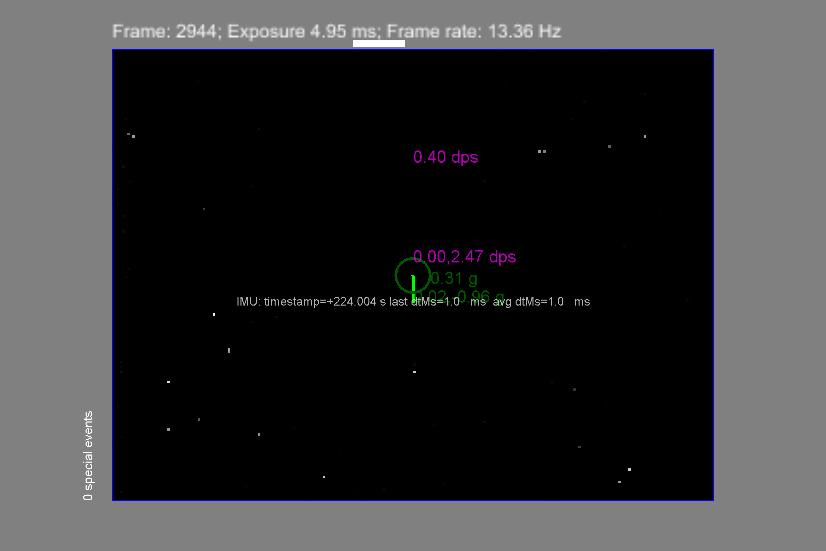 Frame: 2944; Exposure 4.95 ms; Frame rate: 13.36 Hz
0.40 dps
0.00,2.47 dps
0.31 g
0.96 g
IMU: timestamp=+224.004 s last dtMs=1.0 ms avg dtMs=1.0 ms
0 special events